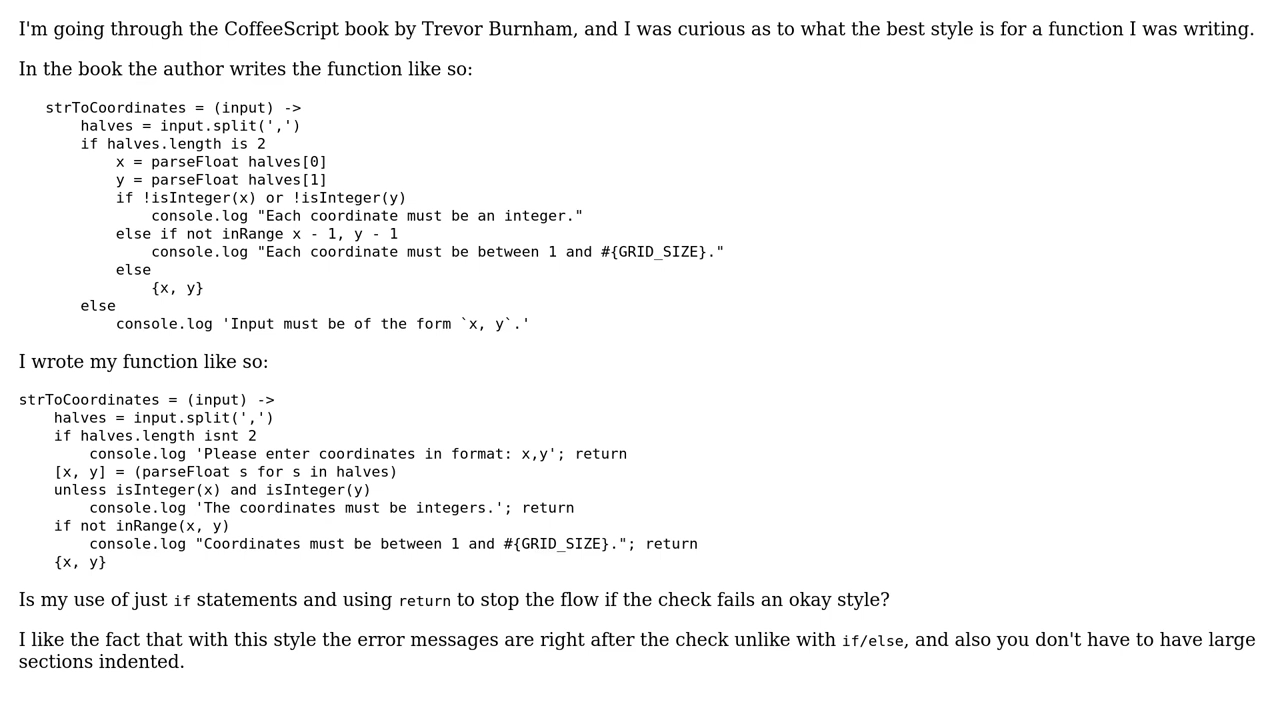 I'm going through the CoffeeScript book by Trevor Burnham, and I was curious as to what the best style is for a function I was writing.
In the book the author writes the function like so:
strToCoordinates = (input) ->
    halves = input.split(',')
    if halves.length is 2
        x = parseFloat halves[0]
        y = parseFloat halves[1]
        if !isInteger(x) or !isInteger(y)
            console.log "Each coordinate must be an integer."
        else if not inRange x - 1, y - 1
            console.log "Each coordinate must be between 1 and #{GRID_SIZE}."
        else
            {x, y}
    else
        console.log 'Input must be of the form `x, y`.'
I wrote my function like so:
strToCoordinates = (input) ->
    halves = input.split(',')
    if halves.length isnt 2
        console.log 'Please enter coordinates in format: x,y'; return
    [x, y] = (parseFloat s for s in halves)
    unless isInteger(x) and isInteger(y)
        console.log 'The coordinates must be integers.'; return
    if not inRange(x, y)
        console.log "Coordinates must be between 1 and #{GRID_SIZE}."; return
    {x, y}
Is my use of just if statements and using return to stop the flow if the check fails an okay style?
I like the fact that with this style the error messages are right after the check unlike with if/else, and also you don't have to have large
sections indented.